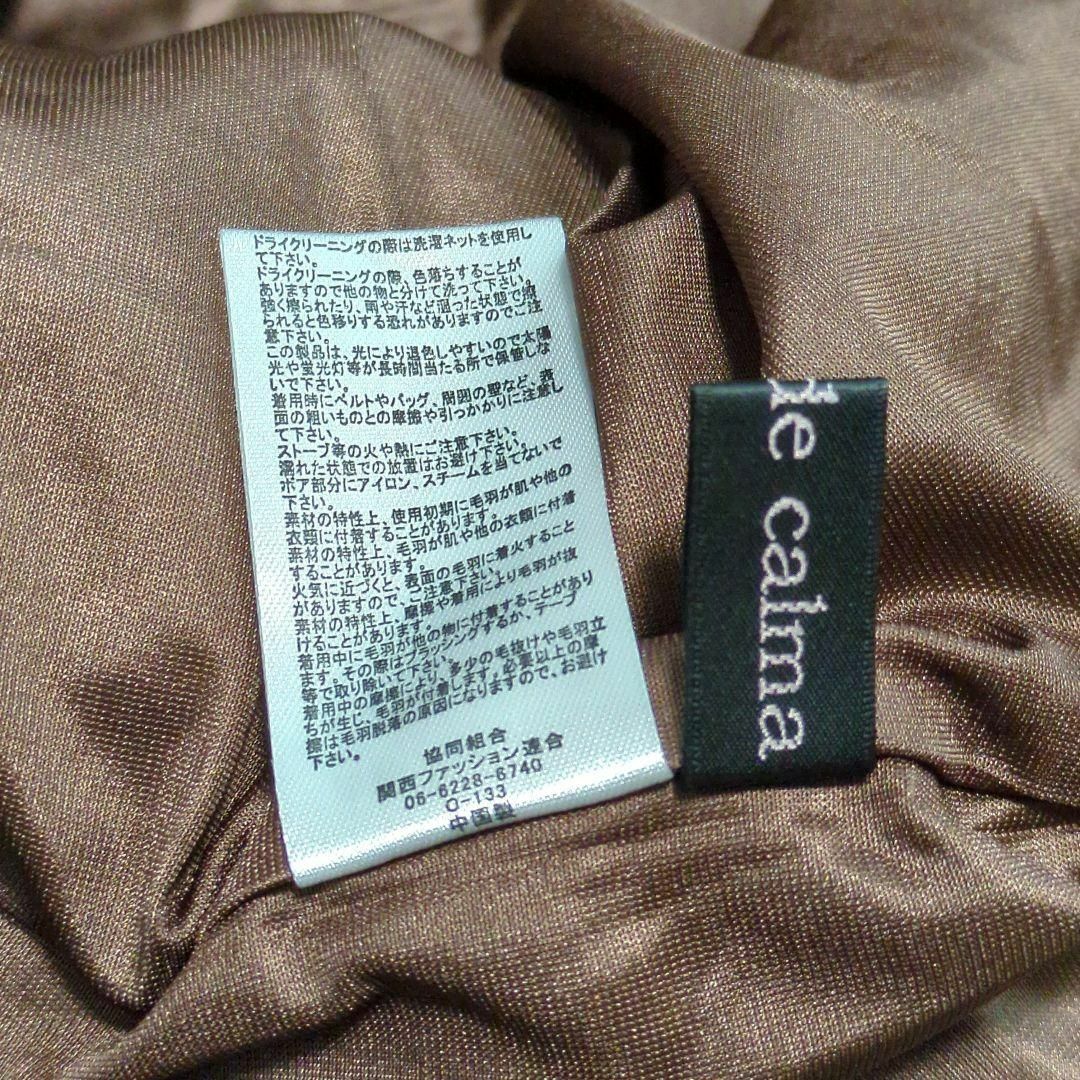 ドライクリーニングの際は洗濯ネットを使用し
て下さい。
ドライクリーニングの際、色落ちすることが
ありますので他の物と分けて洗って下さい。
強く擦られたり、雨や汗など湿った状態で擦
られると色移りする恐れがありますのでご注
意下さい。
この製品は、光により退色しやすいので太陽
光や蛍光灯等が長時間当たる所で保管しな
いで下さい。
着用時にベルトやバッグ、周囲の壁など、表
面の粗いものとの摩擦や引っかかりに注意し
て下さい。
ストーブ等の火や熱にご注意下さい。
濡れた状態での放置はお避け下さい。
ボア部分にアイロン、スチームを当てないで
下さい。
素材の特性上、使用初期に毛羽が肌や他の
衣類に付着することがあります。
素材の特性上、毛羽が肌や他の衣類に付着
することがあります。
火気に近づくと、表面の毛羽に着火すること
がありますので、ご注意下さい。
素材の特性上、摩擦や着用により毛羽が抜
けることがあります。
着用中に毛羽が他の物に付着することがあり
ます。その際はブラッシングするか、テープ
等で取り除いて下さい。
着用中の摩擦により、多少の毛抜けや毛羽立
ちが生じ、毛羽が付着します。必要以上の摩
擦は毛羽脱落の原因になりますので、お避け
下さい。
協同組合
関西ファッション連合
06-6228-6740
O-133
中国製
de calma